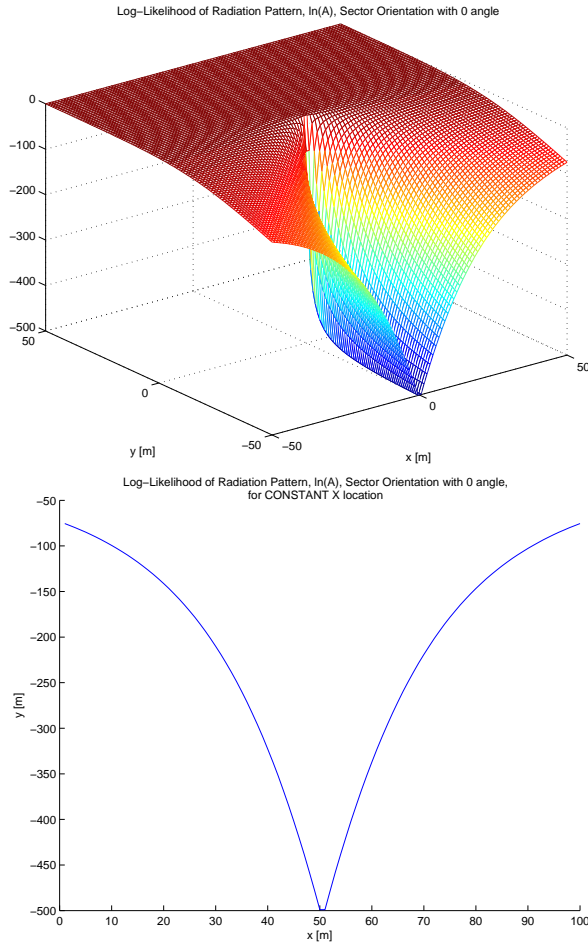 Log−Likelihood of Radiation Pattern, ln(A), Sector Orientation with 0 angle
0
−100
−200
−300
−400
−500
50
0
−50
y [m]
−50
0
50
x [m]
Log−Likelihood of Radiation Pattern, ln(A), Sector Orientation with 0 angle,
for CONSTANT X location
−50
−100
−150
−200
−250
−300
−350
−400
−450
−500
y [m]
0 10 20 30 40 50 60 70 80 90 100
x [m]